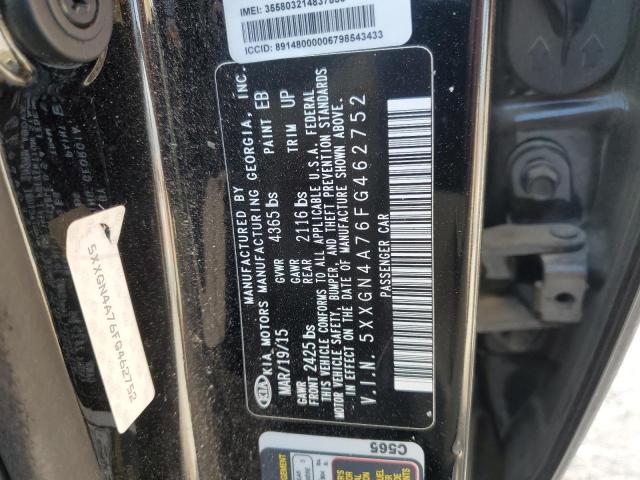 IMEI: 35580321483
ICCID: 89148000006798543433
MANUFACTURED BY
KIA MOTORS MANUFACTURING GEORGIA, INC.
KIA
MAR/19/15 GVWR 4365 lbs PAINT EB
GAWR FRONT 2425 lbs GAWR REAR 2116 lbs TRIM UP
THIS VEHICLE CONFORMS TO ALL APPLICABLE U.S.A. FEDERAL
MOTOR VEHICLE SAFETY, BUMPER, AND THEFT PREVENTION STANDARDS
IN EFFECT ON THE DATE OF MANUFACTURE SHOWN ABOVE.
V.I.N. 5XXGN4A76FG462752
PASSENGER CAR
5XXGN4A76FG462752
C565